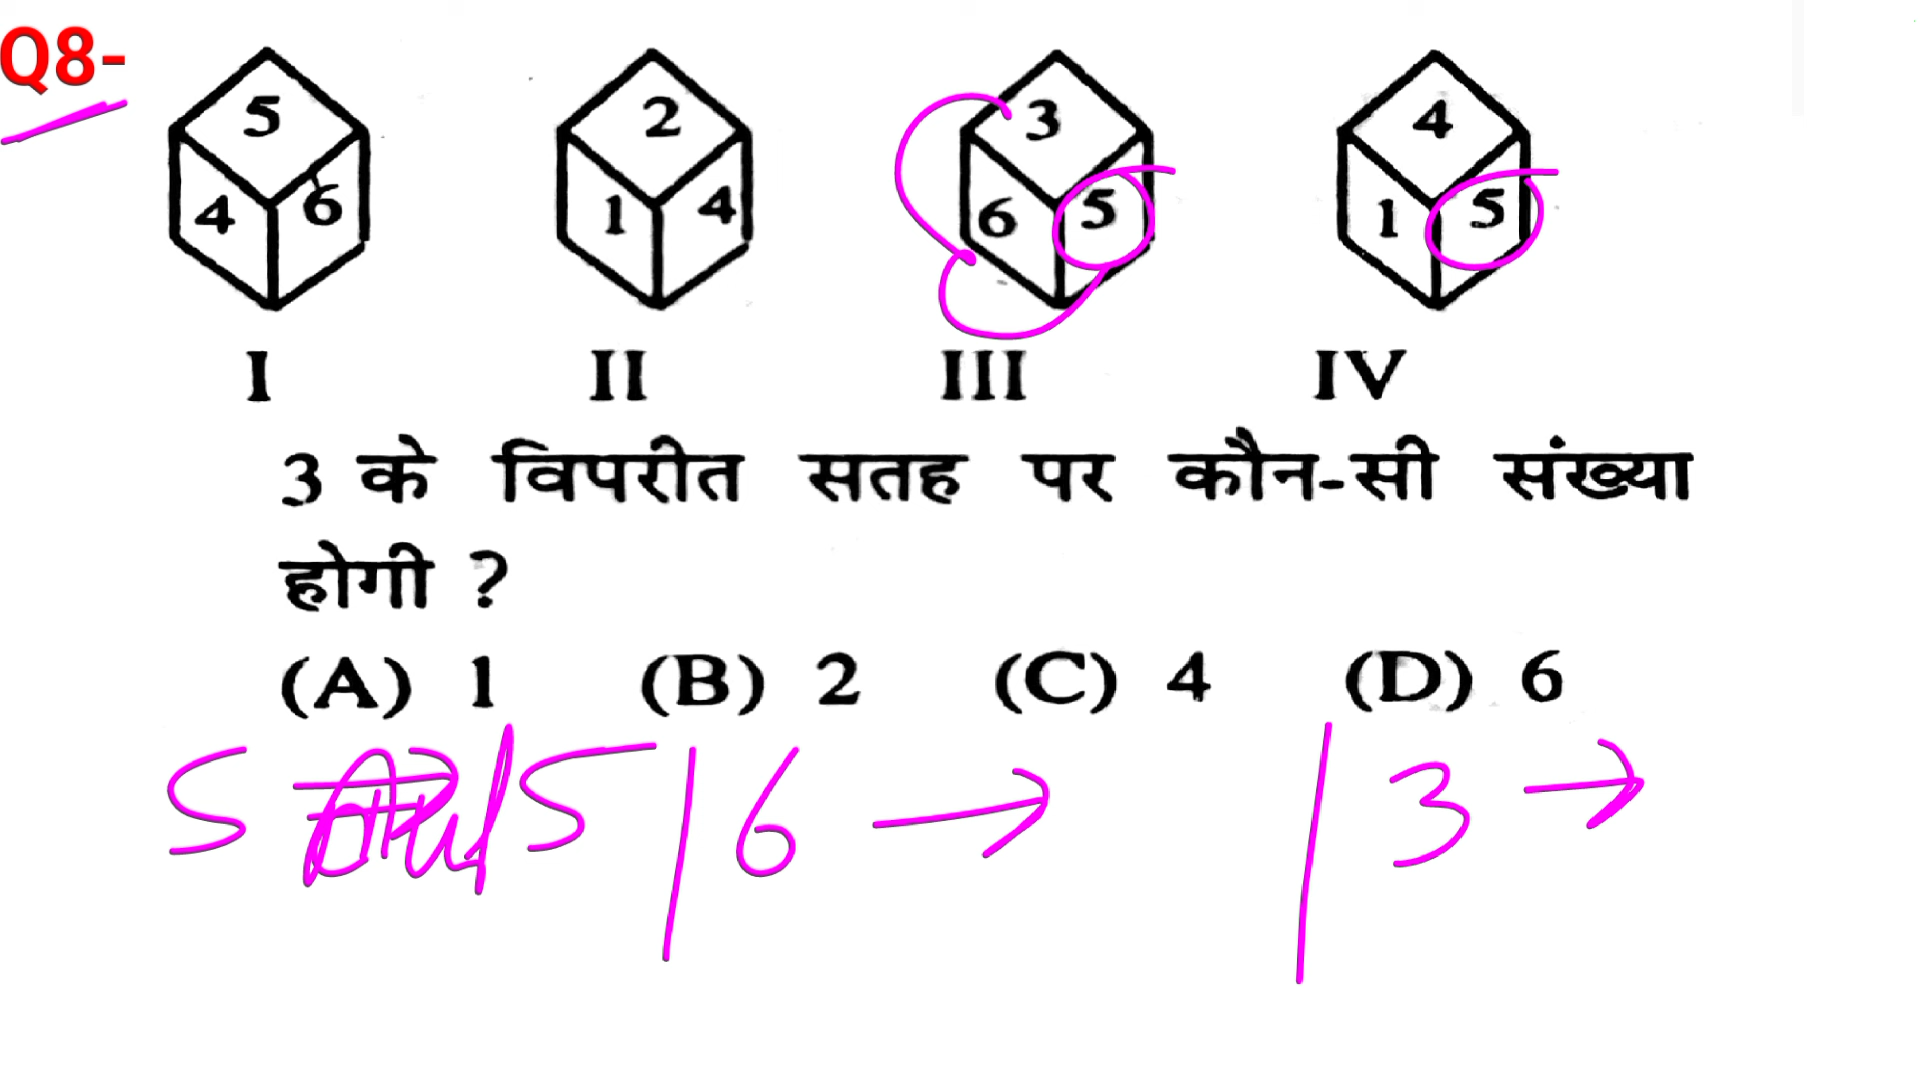 Q8-
5 2 3 4
4 6 1 4 6 5 1 5
I II III IV
3 के विपरीत सतह पर कौन-सी संख्या
होगी ?
(A) 1 (B) 2 (C) 4 (D) 6
5 5 | 6 → | 3 →